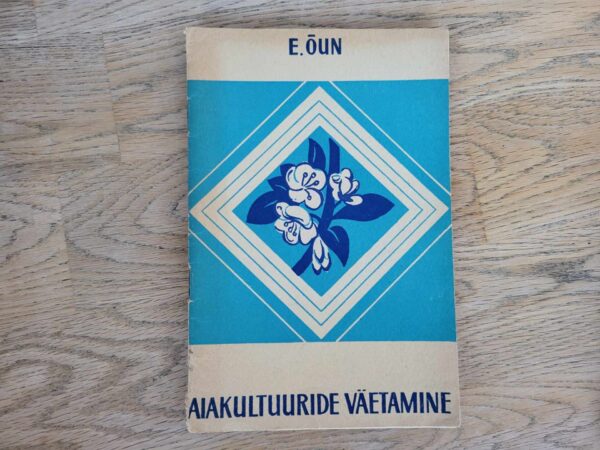 E. ÕUN
AIAKULTUURIDE VÄETAMINE